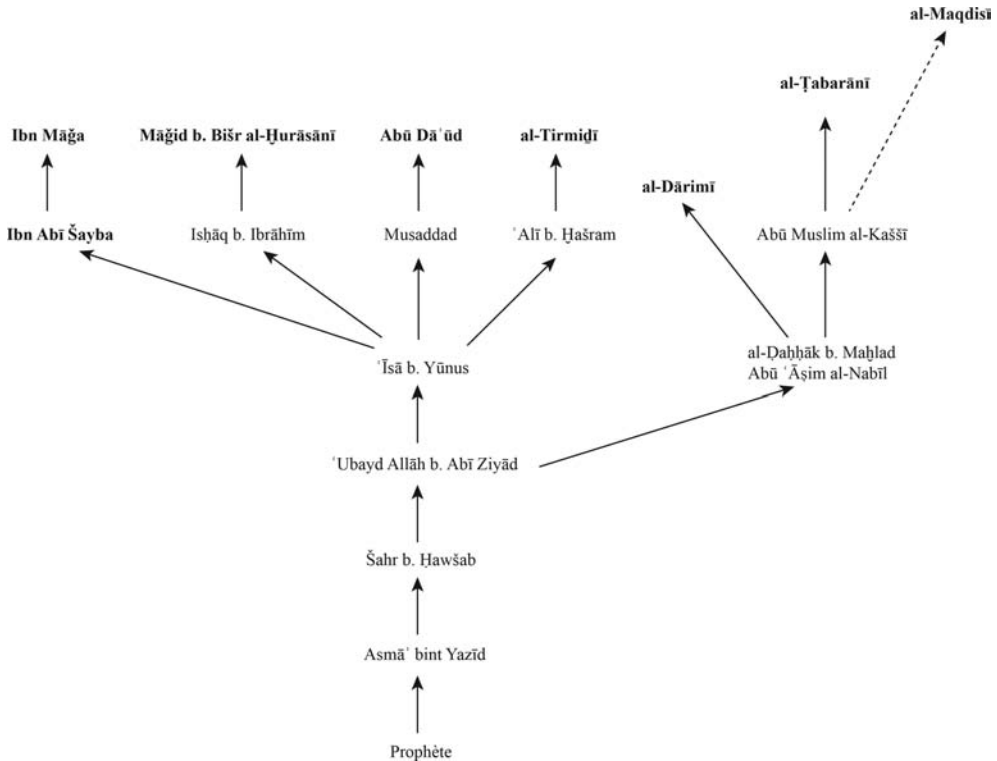 al-Maqdisī
al-Ṭabarānī
Ibn Māǧa
Māǧid b. Bišr al-Ḫurāsānī
Abū Dāʾūd
al-Tirmiḏī
al-Dārimī
Ibn Abī Šayba
Isḥāq b. Ibrāhīm
Musaddad
ʿAlī b. Ḫašram
Abū Muslim al-Kaššī
ʿĪsā b. Yūnus
al-Ḍaḥḥāk b. Maḫlad
Abū ʿĀṣim al-Nabīl
ʿUbayd Allāh b. Abī Ziyād
Šahr b. Ḥawšab
Asmāʾ bint Yazīd
Prophète